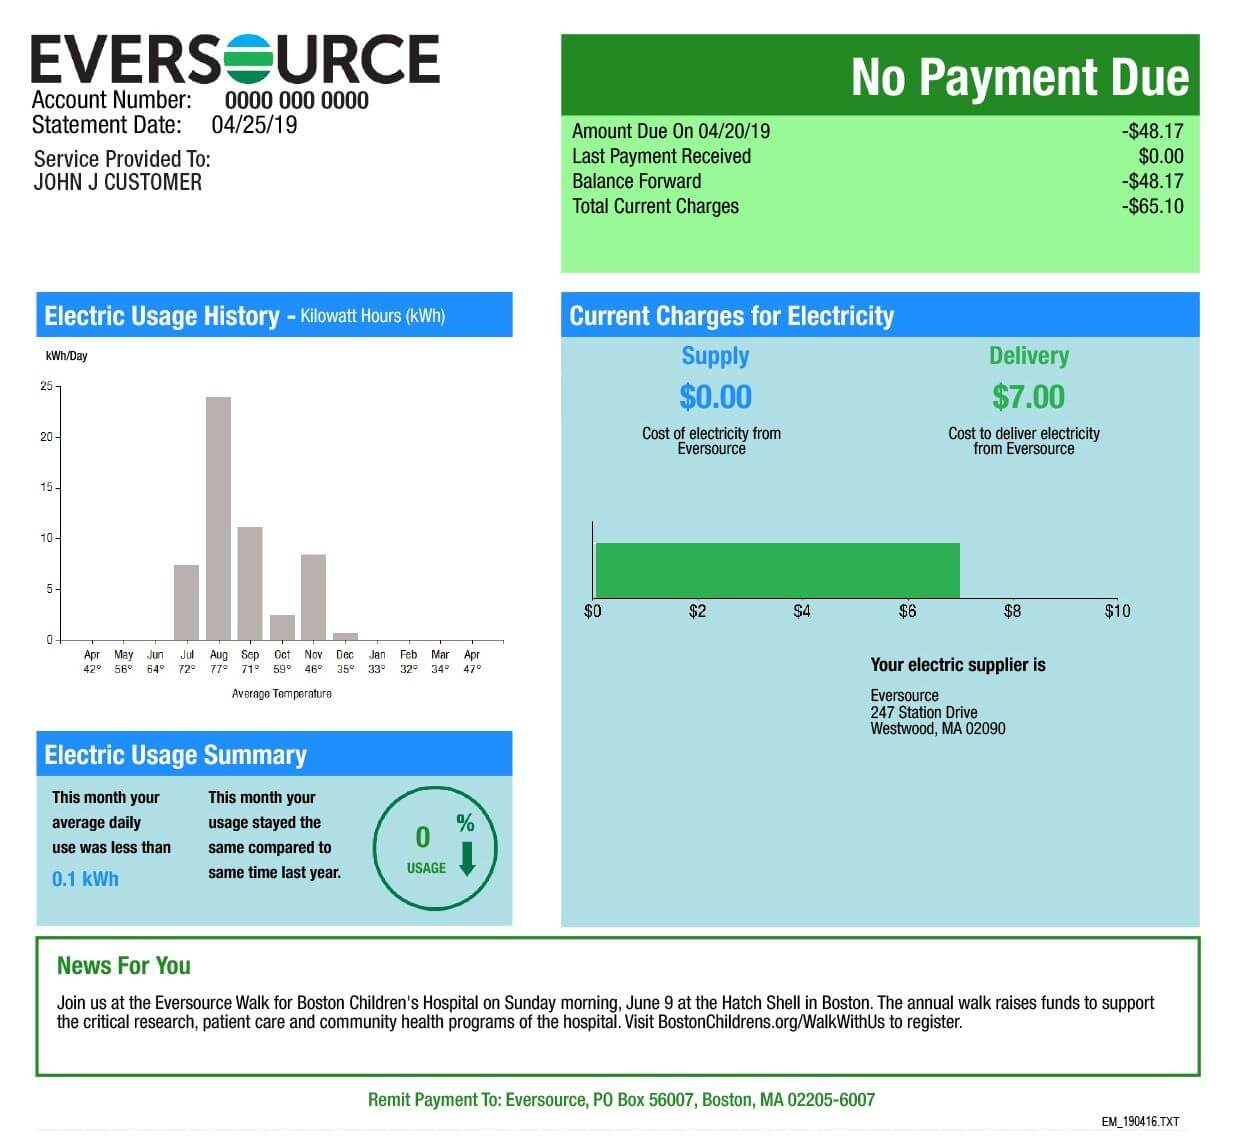 EVERSOURCE
Account Number: 0000 000 0000
Statement Date: 04/25/19
Service Provided To:
JOHN J CUSTOMER
No Payment Due
Amount Due On 04/20/19 -$48.17
Last Payment Received $0.00
Balance Forward -$48.17
Total Current Charges -$65.10
Electric Usage History - Kilowatt Hours (kWh)
kWh/Day
25
20
15
10
5
0
Apr May Jun Jul Aug Sep Oct Nov Dec Jan Feb Mar Apr
42° 56° 64° 72° 77° 71° 59° 46° 35° 33° 32° 34° 47°
Average Temperature
Current Charges for Electricity
Supply
$0.00
Cost of electricity from
Eversource
Delivery
$7.00
Cost to deliver electricity
from Eversource
$0 $2 $4 $6 $8 $10
Your electric supplier is
Eversource
247 Station Drive
Westwood, MA 02090
Electric Usage Summary
This month your
average daily
use was less than
0.1 kWh
This month your
usage stayed the
same compared to
same time last year.
0 %
USAGE
News For You
Join us at the Eversource Walk for Boston Children's Hospital on Sunday morning, June 9 at the Hatch Shell in Boston. The annual walk raises funds to support
the critical research, patient care and community health programs of the hospital. Visit BostonChildrens.org/WalkWithUs to register.
Remit Payment To: Eversource, PO Box 56007, Boston, MA 02205-6007
EM_190416.TXT